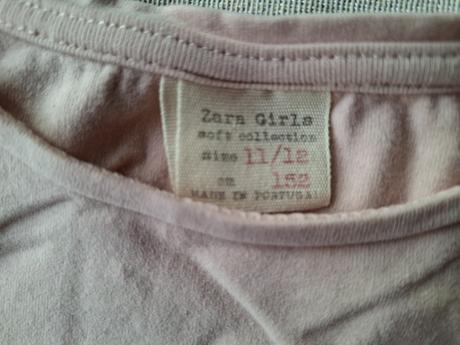 Zara Girls
soft collection
size 11/12
cm 152
MADE IN PORTUGAL